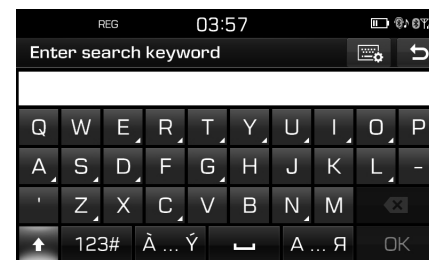 REG 03:57
Enter search keyword
Q W E R T Y U I O P
A S D F G H J K L -
' Z X C V B N M
123# À ... Ý A ... Я OK